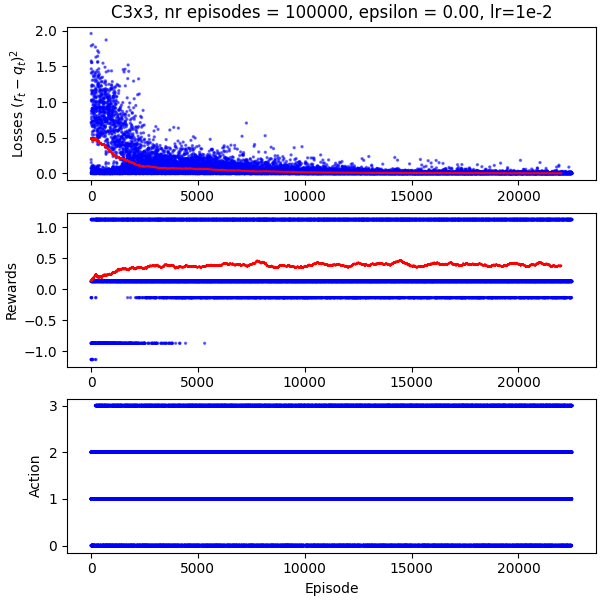 C3x3, nr episodes = 100000, epsilon = 0.00, lr=1e-2
Losses $(r_t - q_t)^2$
2.0
1.5
1.0
0.5
0.0
0 5000 10000 15000 20000
Rewards
1.0
0.5
0.0
−0.5
−1.0
0 5000 10000 15000 20000
Action
3
2
1
0
0 5000 10000 15000 20000
Episode